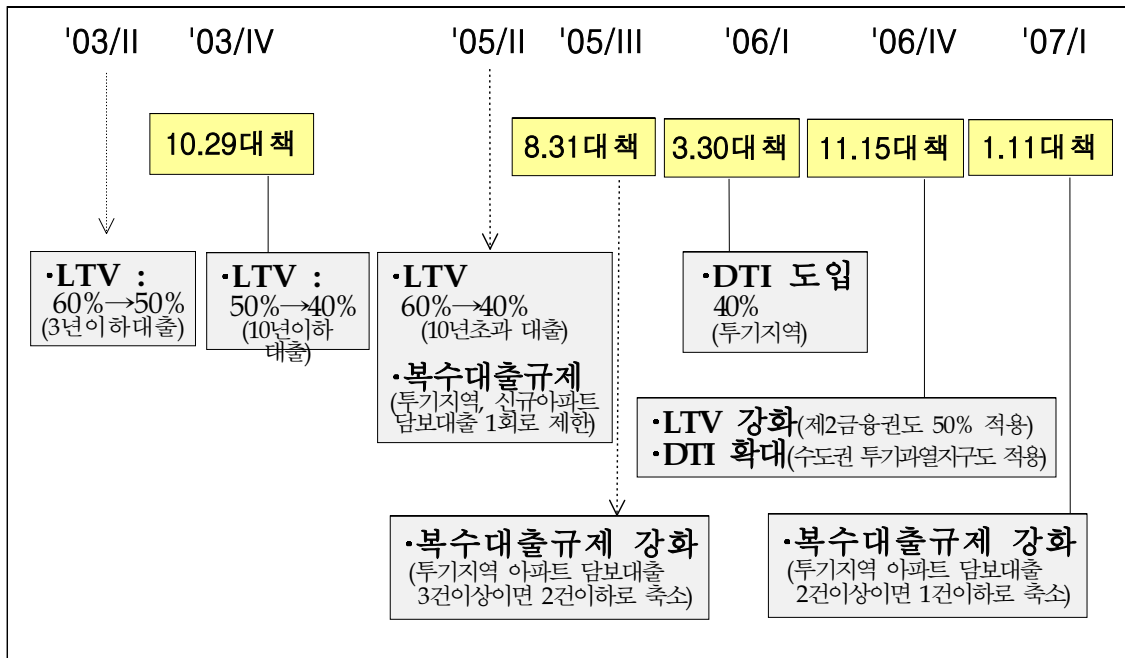 '03/II '03/IV '05/II '05/III '06/I '06/IV '07/I
10.29대책
8.31대책
3.30대책
11.15대책
1.11대책
·LTV :
60%→50%
(3년이하대출)
·LTV :
50%→40%
(10년이하
대출)
·LTV
60%→40%
(10년초과 대출)
·복수대출규제
(투기지역, 신규아파트
담보대출 1회로 제한)
·DTI 도입
40%
(투기지역)
·LTV 강화(제2금융권도 50% 적용)
·DTI 확대(수도권 투기과열지구도 적용)
·복수대출규제 강화
(투기지역 아파트 담보대출
3건이상이면 2건이하로 축소)
·복수대출규제 강화
(투기지역 아파트 담보대출
2건이상이면 1건이하로 축소)